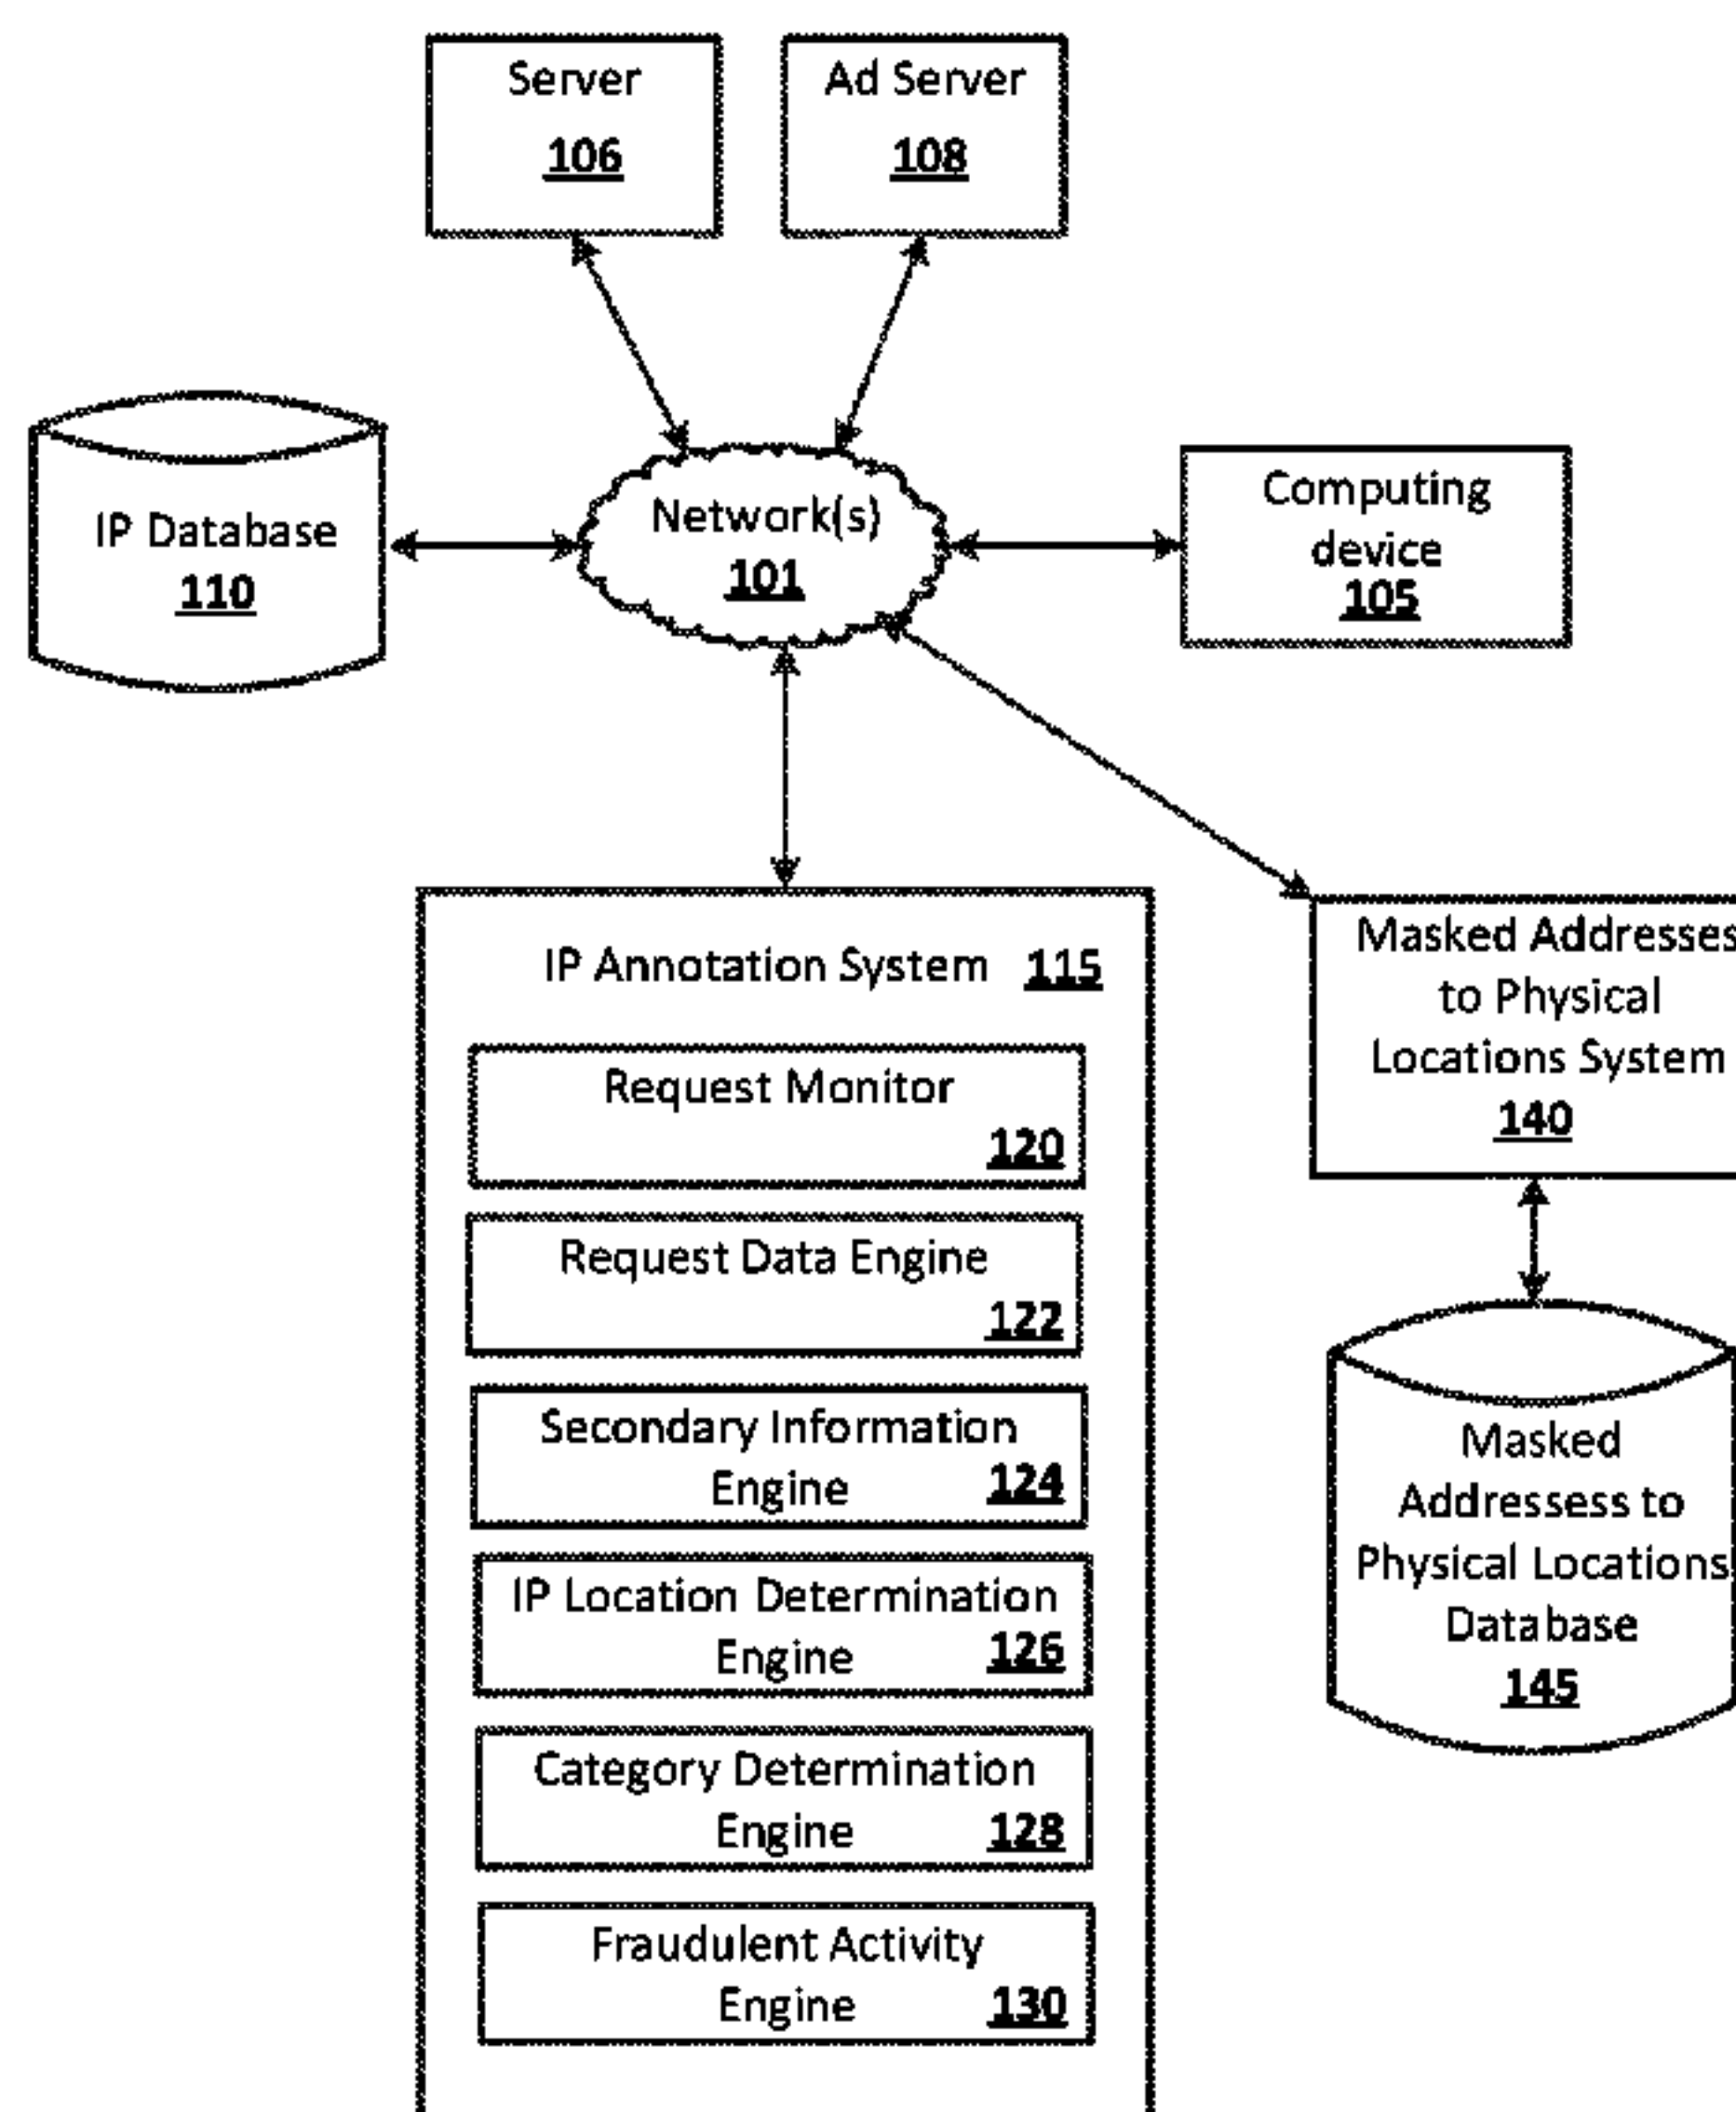 Server
106
Ad Server
108
IP Database
110
Network(s)
101
Computing
device
105
IP Annotation System 115
Request Monitor
120
Request Data Engine
122
Secondary Information
Engine 124
IP Location Determination
Engine 126
Category Determination
Engine 128
Fraudulent Activity
Engine 130
Masked Addresses
to Physical
Locations System
140
Masked
Addressess to
Physical Locations
Database
145